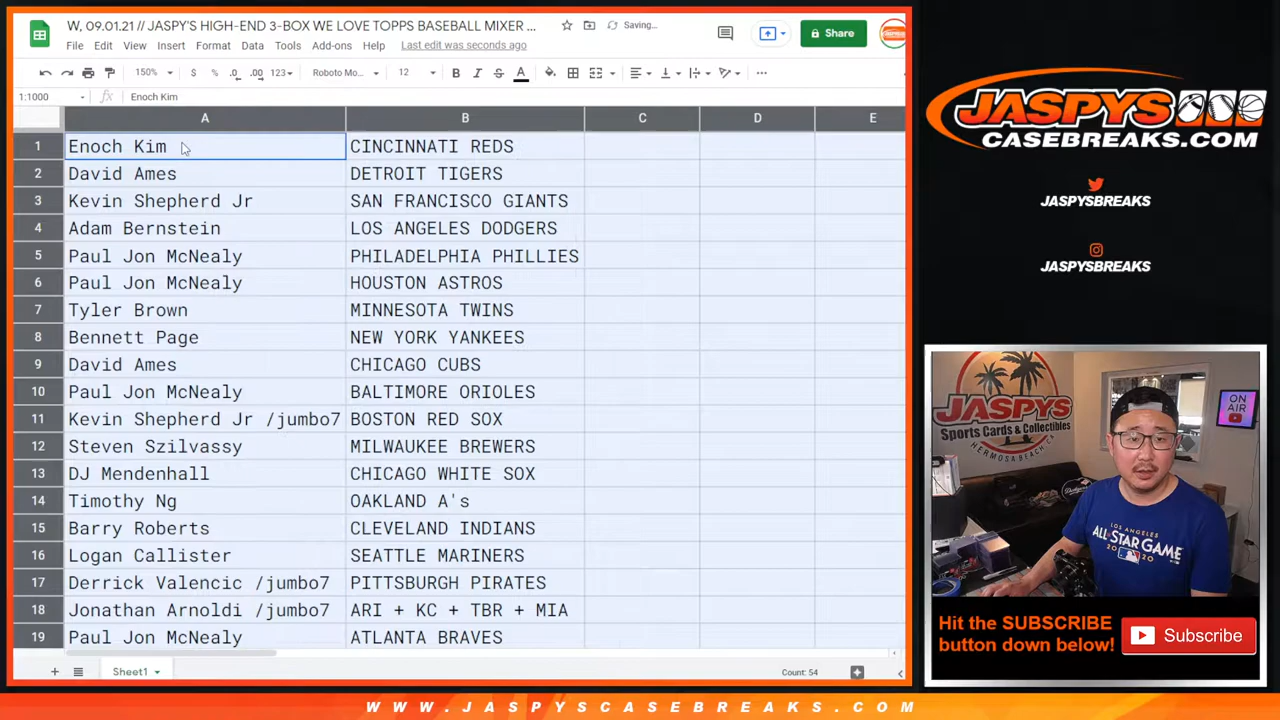 W, 09.01.21 // JASPY'S HIGH-END 3-BOX WE LOVE TOPPS BASEBALL MIXER ...
Saving...
Share
File Edit View Insert Format Data Tools Add-ons Help Last edit was seconds ago
150% $ % .0 .00 123 Roboto Mo... 12 B I S A
1:1000 fx Enoch Kim
A B C D E
1 Enoch Kim CINCINNATI REDS
2 David Ames DETROIT TIGERS
3 Kevin Shepherd Jr SAN FRANCISCO GIANTS
4 Adam Bernstein LOS ANGELES DODGERS
5 Paul Jon McNealy PHILADELPHIA PHILLIES
6 Paul Jon McNealy HOUSTON ASTROS
7 Tyler Brown MINNESOTA TWINS
8 Bennett Page NEW YORK YANKEES
9 David Ames CHICAGO CUBS
10 Paul Jon McNealy BALTIMORE ORIOLES
11 Kevin Shepherd Jr /jumbo7 BOSTON RED SOX
12 Steven Szilvassy MILWAUKEE BREWERS
13 DJ Mendenhall CHICAGO WHITE SOX
14 Timothy Ng OAKLAND A's
15 Barry Roberts CLEVELAND INDIANS
16 Logan Callister SEATTLE MARINERS
17 Derrick Valencic /jumbo7 PITTSBURGH PIRATES
18 Jonathan Arnoldi /jumbo7 ARI + KC + TBR + MIA
19 Paul Jon McNealy ATLANTA BRAVES
Sheet1
Count: 54
JASPYS
CASEBREAKS.COM
JASPYSBREAKS
JASPYSBREAKS
JASPYS
Sports Cards & Collectibles
HERMOSA BEACH, CA
ON AIR
Dodgers
LOS ANGELES
ALL STAR GAME
2020
Hit the SUBSCRIBE
button down below!
Subscribe
WWW.JASPYSCASEBREAKS.COM